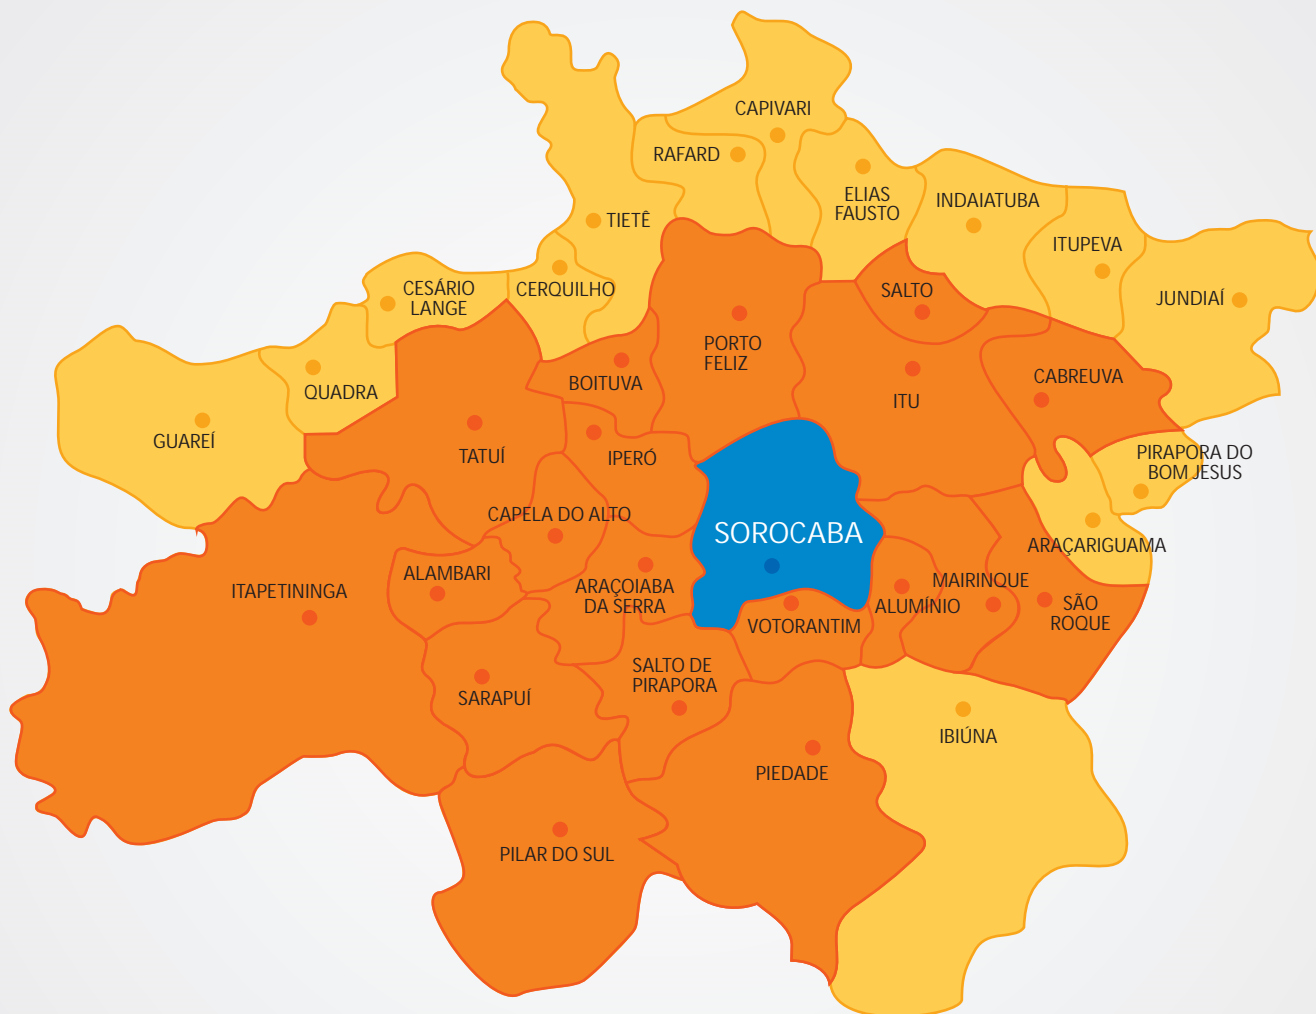 CAPIVARI
RAFARD
ELIAS
FAUSTO
INDAIATUBA
TIETÊ
ITUPEVA
CESÁRIO
LANGE
CERQUILHO
SALTO
JUNDIAÍ
PORTO
FELIZ
BOITUVA
CABREUVA
QUADRA
ITU
GUAREÍ
TATUÍ
IPERÓ
PIRAPORA DO
BOM JESUS
CAPELA DO ALTO
SOROCABA
ARAÇARIGUAMA
ITAPETININGA
ALAMBARI
ARAÇOIABA
DA SERRA
MAIRINQUE
ALUMÍNIO
SÃO
ROQUE
VOTORANTIM
SALTO DE
PIRAPORA
SARAPUÍ
IBIÚNA
PIEDADE
PILAR DO SUL